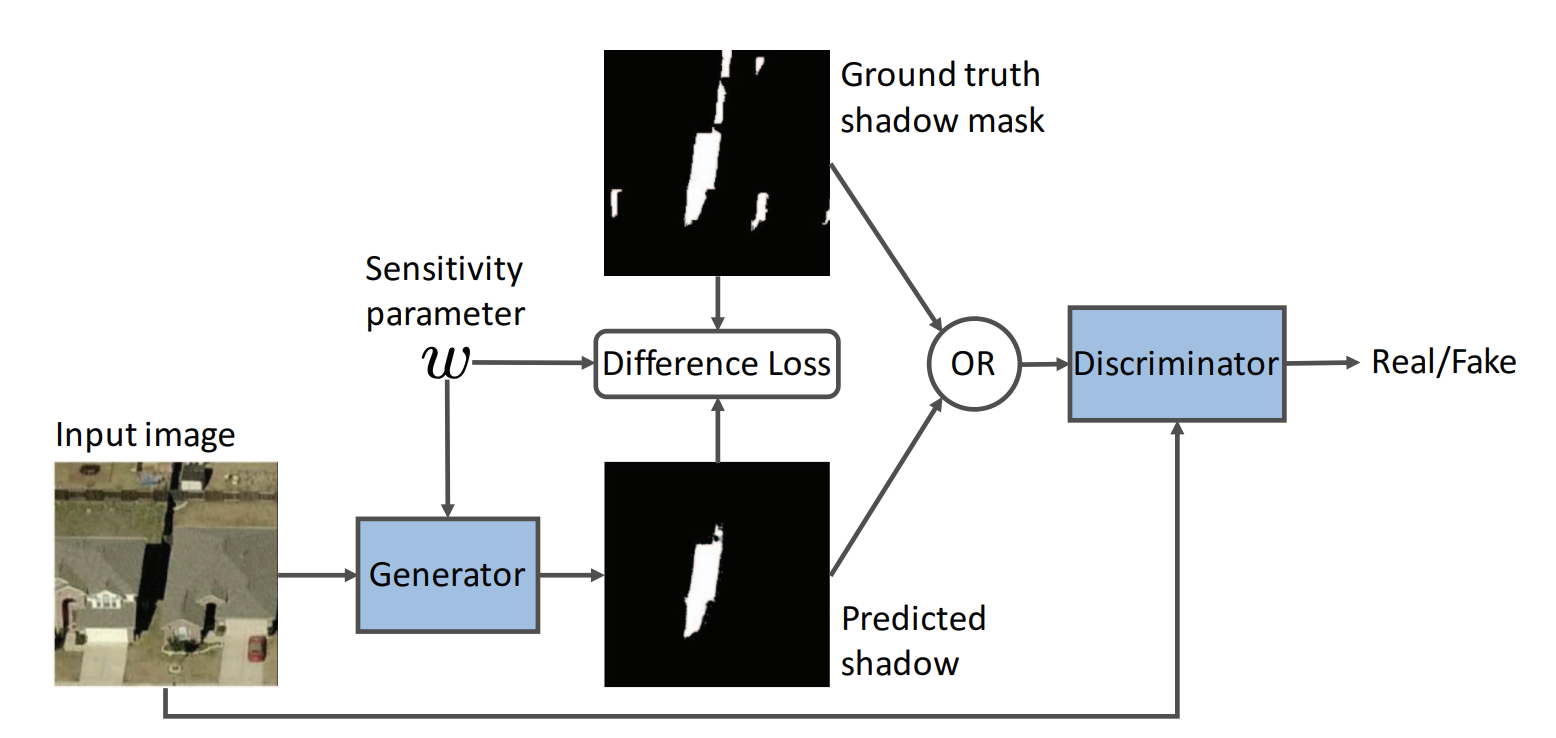 Ground truth
shadow mask
Sensitivity
parameter
w
Difference Loss
OR
Discriminator
Real/Fake
Input image
Generator
Predicted
shadow